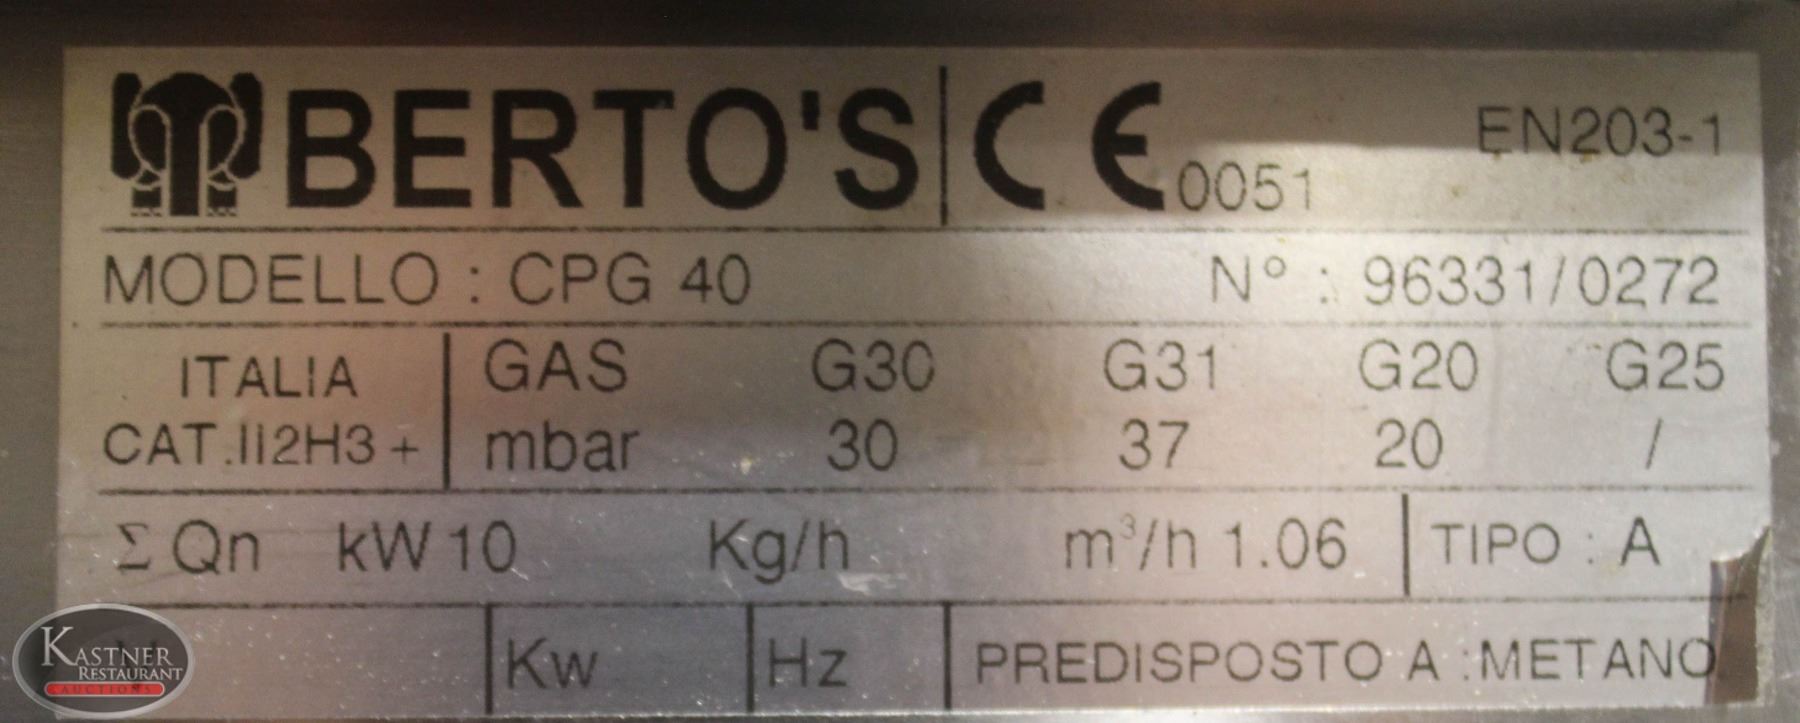 BERTO'S CE 0051 EN203-1
MODELLO : CPG 40 N° : 96331/0272
ITALIA GAS G30 G31 G20 G25
CAT.II2H3+ mbar 30 37 20 /
Σ Qn kW 10 Kg/h m³/h 1.06 TIPO : A
Kw Hz PREDISPOSTO A :METANO
KASTNER
RESTAURANT
AUCTIONS